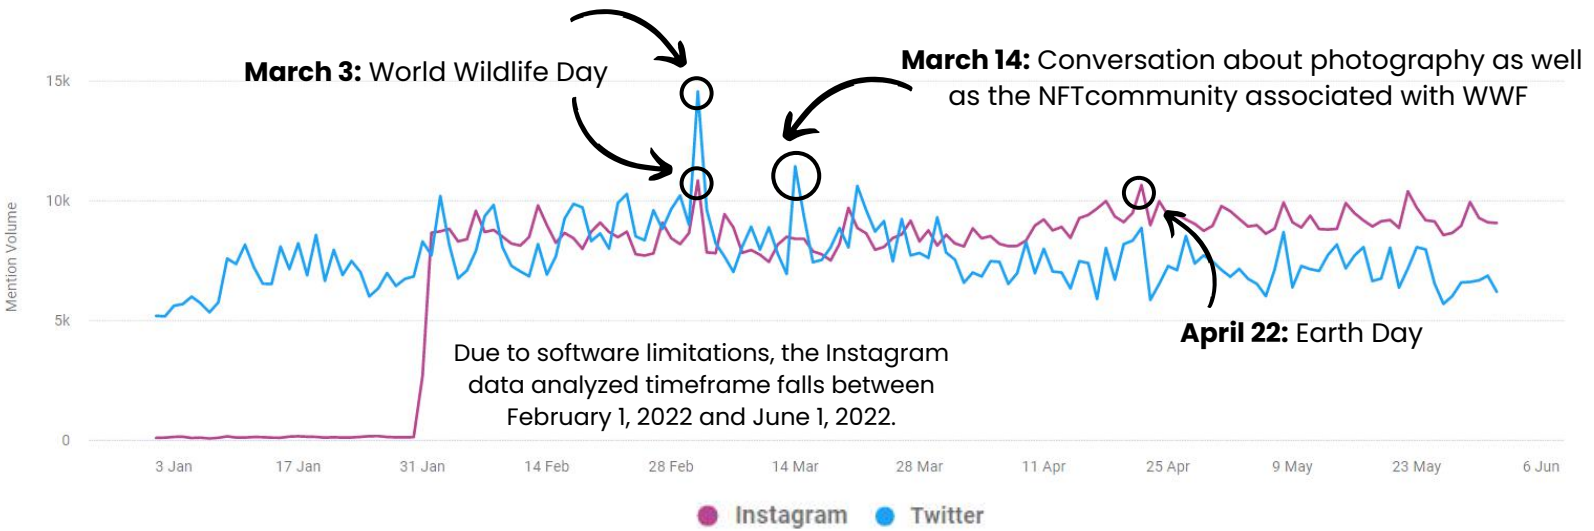 March 3: World Wildlife Day
March 14: Conversation about photography as well
as the NFTcommunity associated with WWF
15k
10k
5k
0
Mention Volume
April 22: Earth Day
Due to software limitations, the Instagram
data analyzed timeframe falls between
February 1, 2022 and June 1, 2022.
3 Jan
17 Jan
31 Jan
14 Feb
28 Feb
14 Mar
28 Mar
11 Apr
25 Apr
9 May
23 May
6 Jun
Instagram
Twitter